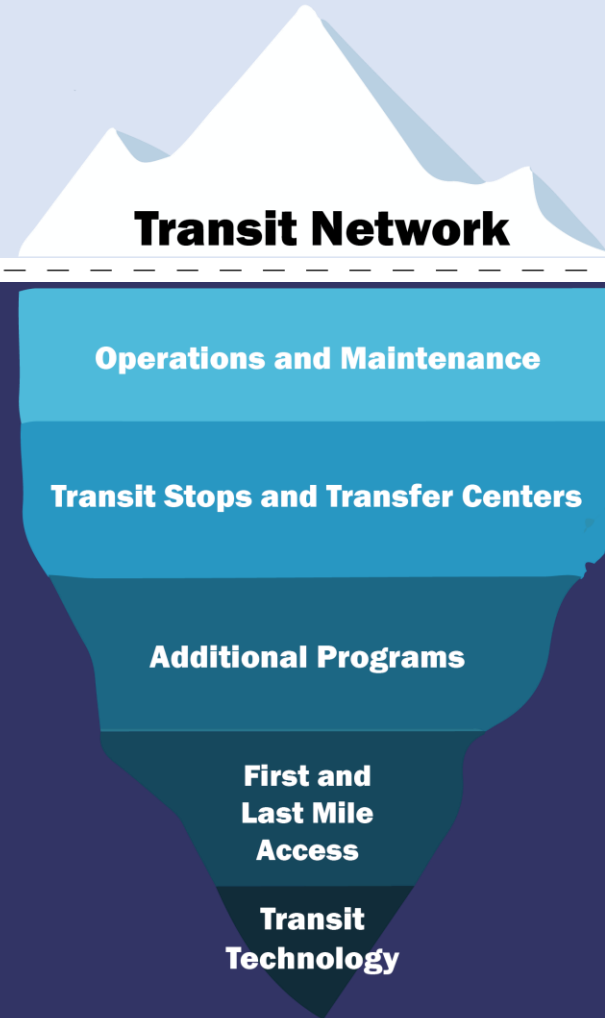 Transit Network
Operations and Maintenance
Transit Stops and Transfer Centers
Additional Programs
First and
Last Mile
Access
Transit
Technology